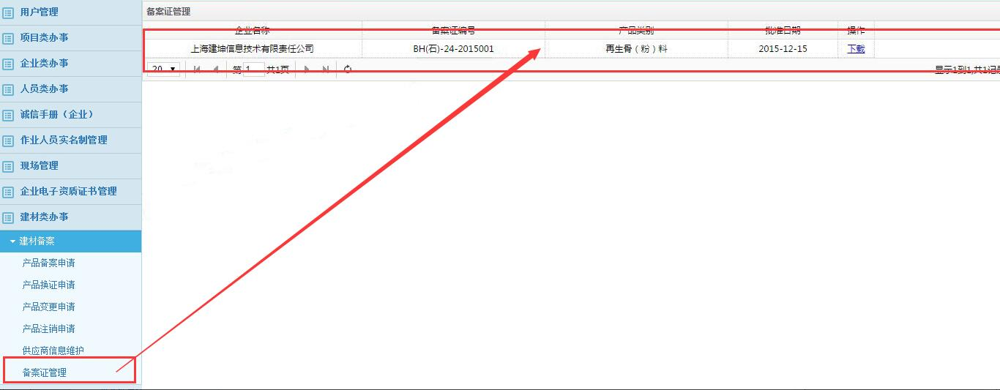 用户管理
项目类办事
企业类办事
人员类办事
诚信手册（企业）
作业人员实名制管理
现场管理
企业电子资质证书管理
建材类办事
建材备案
产品备案申请
产品换证申请
产品变更申请
产品注销申请
供应商信息维护
备案证管理
备案证管理
企业名称 备案证编号 产品类别 批准日期 操作
上海建坤信息技术有限责任公司 BH(石)-24-2015001 再生骨（粉）料 2015-12-15 下载
20 第 1 共1页 显示1到1,共1记录